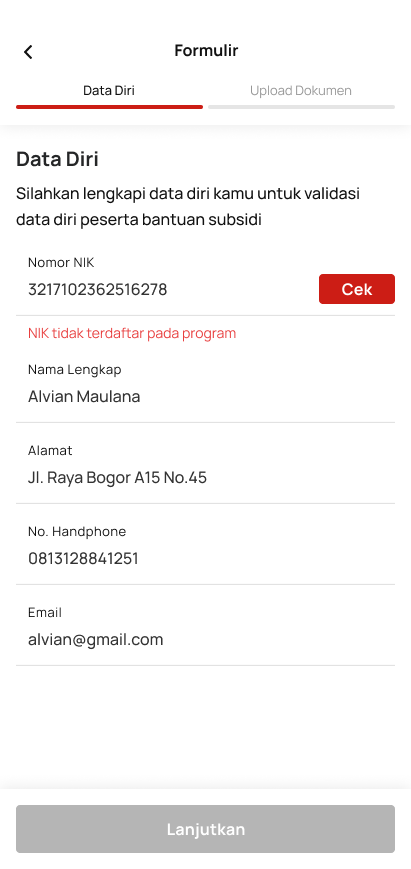 Formulir
Data Diri
Upload Dokumen
Data Diri
Silahkan lengkapi data diri kamu untuk validasi
data diri peserta bantuan subsidi
Nomor NIK
3217102362516278
Cek
NIK tidak terdaftar pada program
Nama Lengkap
Alvian Maulana
Alamat
Jl. Raya Bogor A15 No.45
No. Handphone
0813128841251
Email
alvian@gmail.com
Lanjutkan